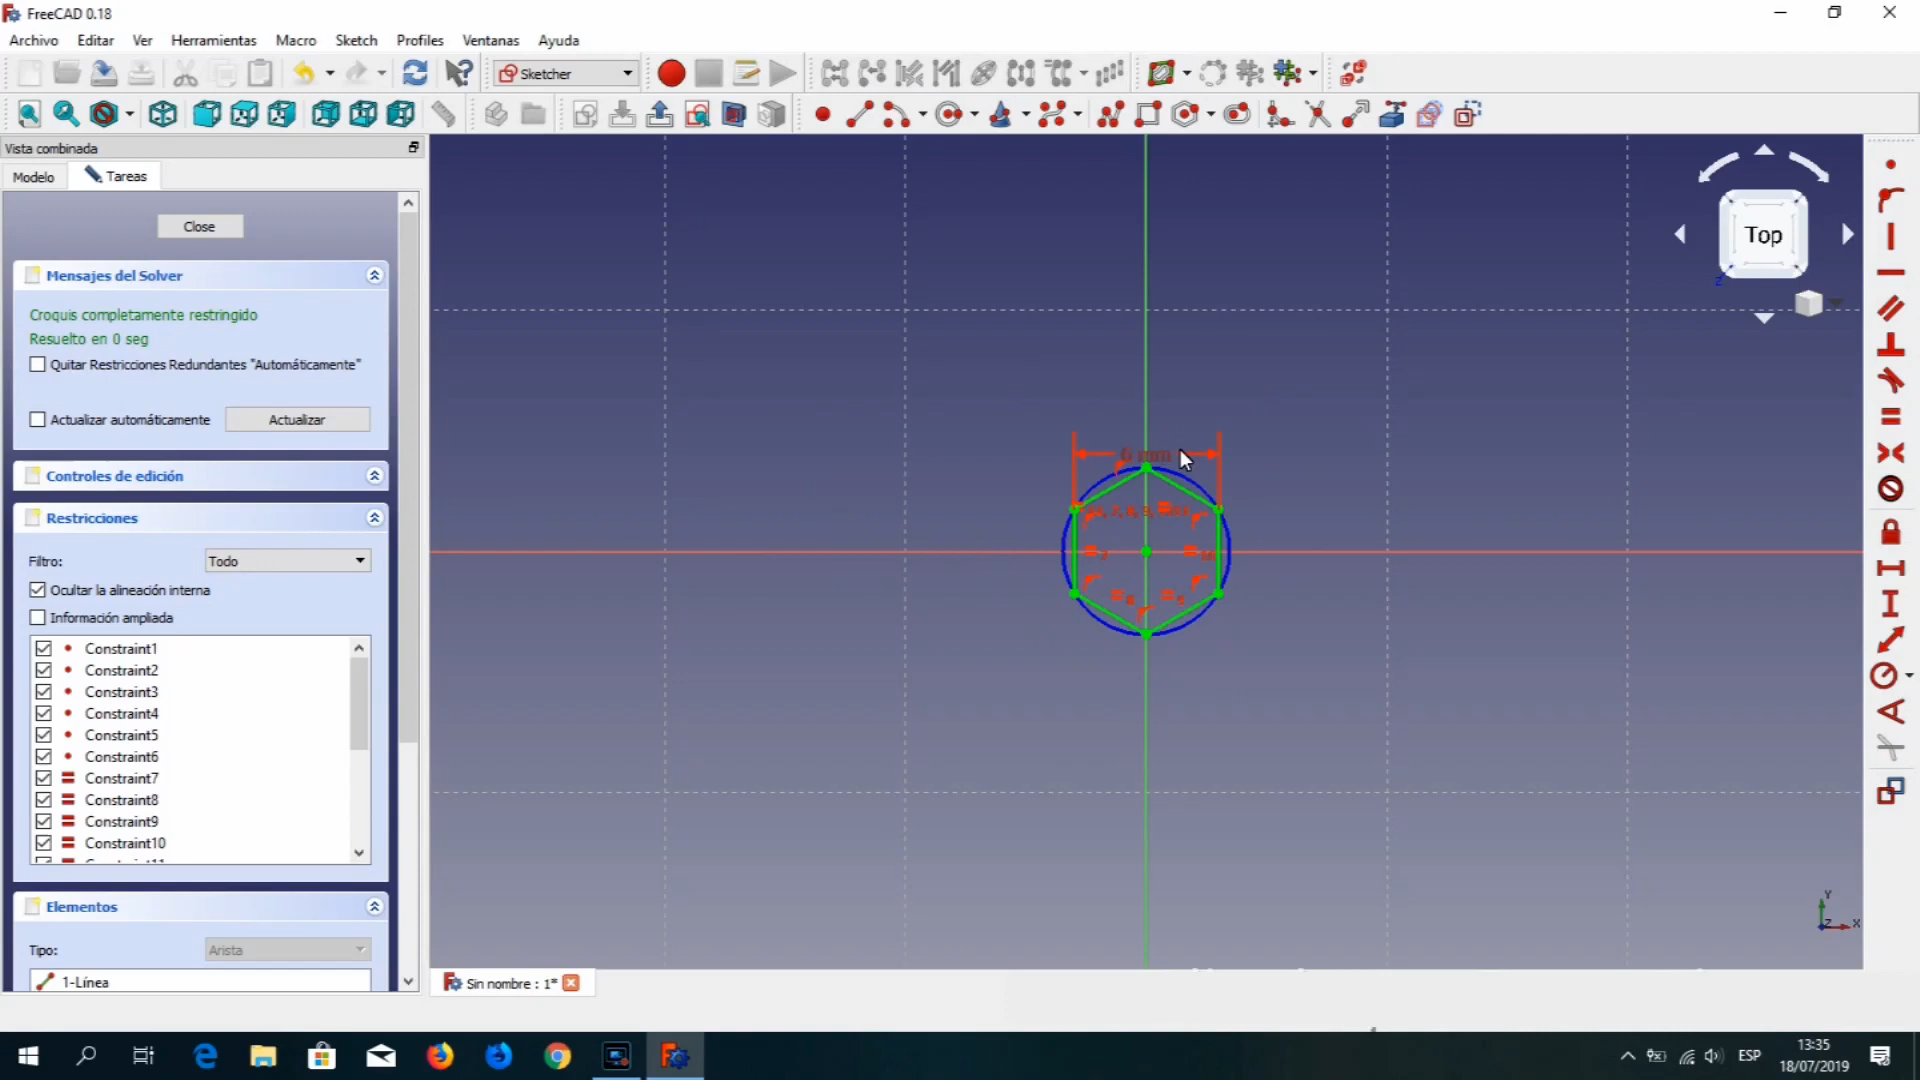 FreeCAD 0.18
Archivo Editar Ver Herramientas Macro Sketch Profiles Ventanas Ayuda
Sketcher
Vista combinada
Modelo Tareas
Close
Mensajes del Solver
Croquis completamente restringido
Resuelto en 0 seg
Quitar Restricciones Redundantes "Automáticamente"
Actualizar automáticamente Actualizar
Controles de edición
Restricciones
Filtro: Todo
Ocultar la alineación interna
Información ampliada
Constraint1
Constraint2
Constraint3
Constraint4
Constraint5
Constraint6
Constraint7
Constraint8
Constraint9
Constraint10
Elementos
Tipo: Arista
1-Línea
6 mm
Top
Z
Y
Z X
Sin nombre : 1*
ESP
13:35
18/07/2019